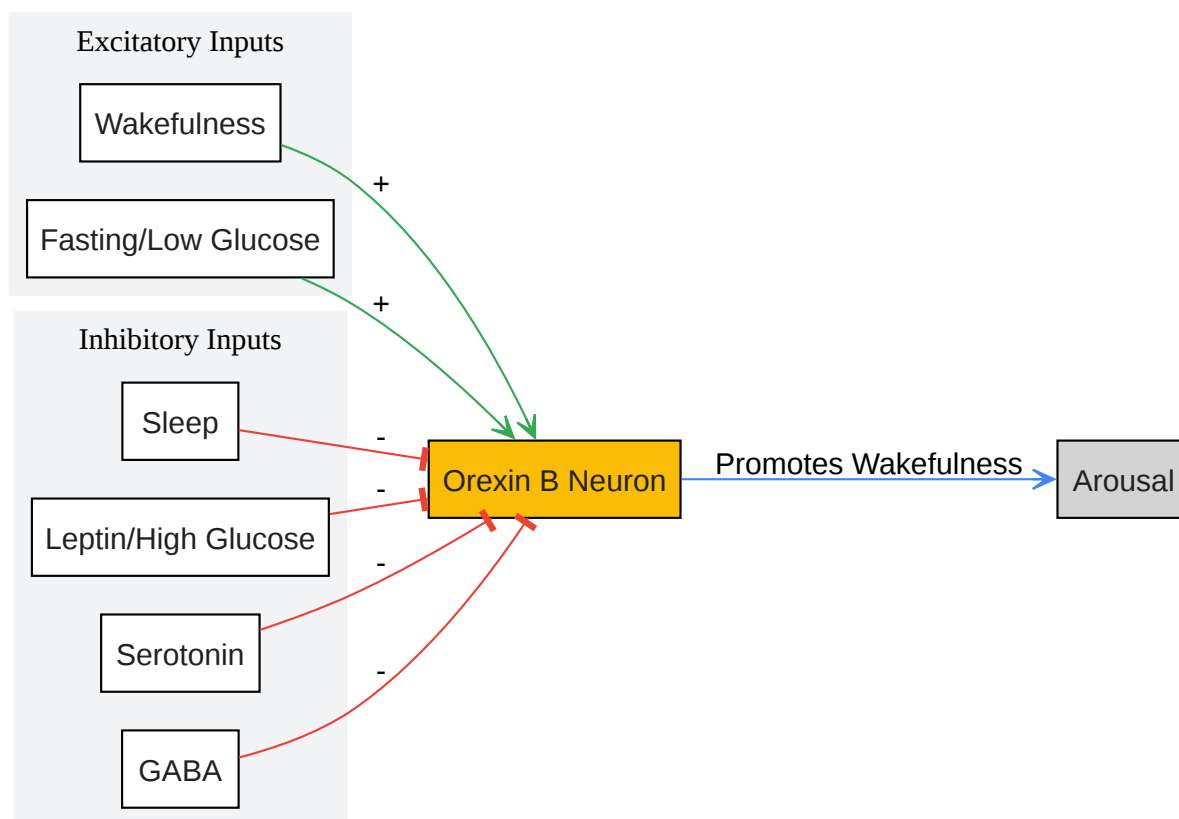 Excitatory Inputs
Wakefulness
+
Fasting/Low Glucose
+
Inhibitory Inputs
Sleep
-
Leptin/High Glucose
-
Serotonin
-
GABA
-
Orexin B Neuron
Promotes Wakefulness
Arousal